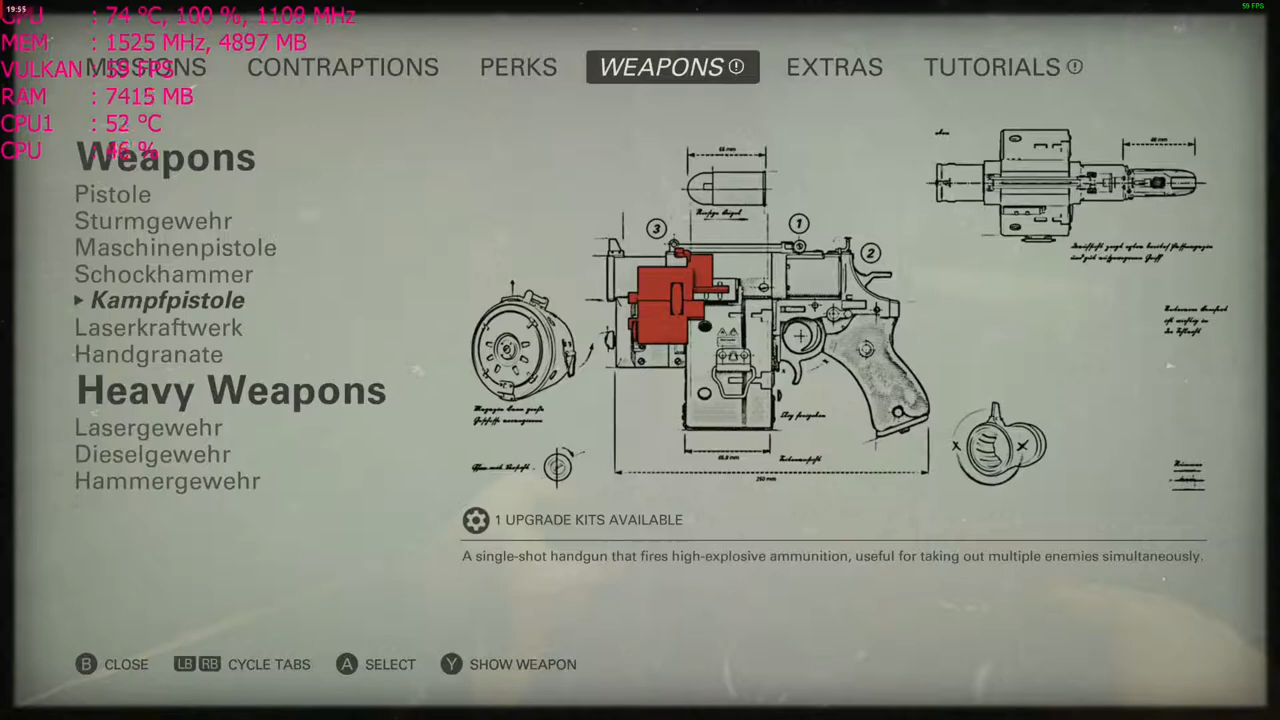 19:55
59 FPS
GPU : 74 °C, 100 %, 1109 MHz
MEM : 1525 MHz, 4897 MB
VULKAN : 59 FPS
RAM : 7415 MB
CPU1 : 52 °C
CPU : 46 %
MISSIONS CONTRAPTIONS PERKS WEAPONS EXTRAS TUTORIALS
Weapons
Pistole
Sturmgewehr
Maschinenpistole
Schockhammer
Kampfpistole
Laserkraftwerk
Handgranate
Heavy Weapons
Lasergewehr
Dieselgewehr
Hammergewehr
3
1
2
X X
1 UPGRADE KITS AVAILABLE
A single-shot handgun that fires high-explosive ammunition, useful for taking out multiple enemies simultaneously.
B CLOSE LB RB CYCLE TABS A SELECT Y SHOW WEAPON